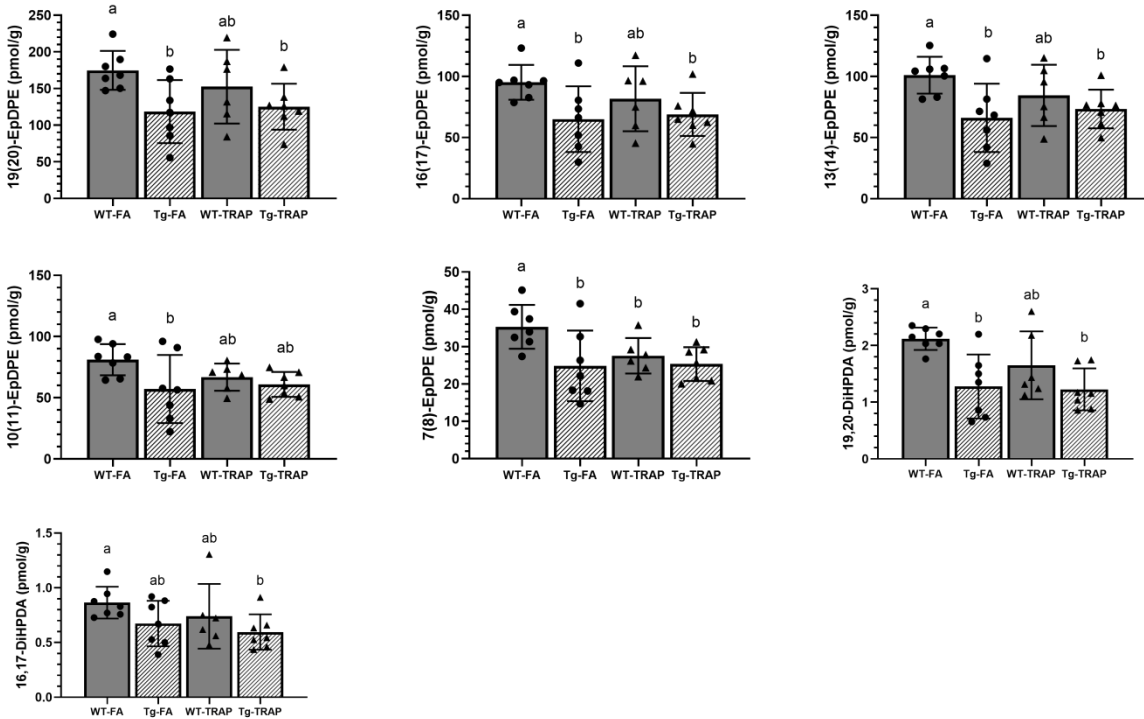 19(20)-EpDPE (pmol/g)
250
200
150
100
50
0
a
b
ab
b
WT-FA Tg-FA WT-TRAP Tg-TRAP
16(17)-EpDPE (pmol/g)
150
100
50
0
a
b
ab
b
WT-FA Tg-FA WT-TRAP Tg-TRAP
13(14)-EpDPE (pmol/g)
150
100
50
0
a
b
ab
b
WT-FA Tg-FA WT-TRAP Tg-TRAP
10(11)-EpDPE (pmol/g)
150
100
50
0
a
b
ab
ab
WT-FA Tg-FA WT-TRAP Tg-TRAP
7(8)-EpDPE (pmol/g)
50
40
30
20
10
0
a
b
b
b
WT-FA Tg-FA WT-TRAP Tg-TRAP
19,20-DiHPDA (pmol/g)
3
2
1
0
a
b
ab
b
WT-FA Tg-FA WT-TRAP Tg-TRAP
16,17-DiHPDA (pmol/g)
1.5
1.0
0.5
0.0
a
ab
ab
b
WT-FA Tg-FA WT-TRAP Tg-TRAP